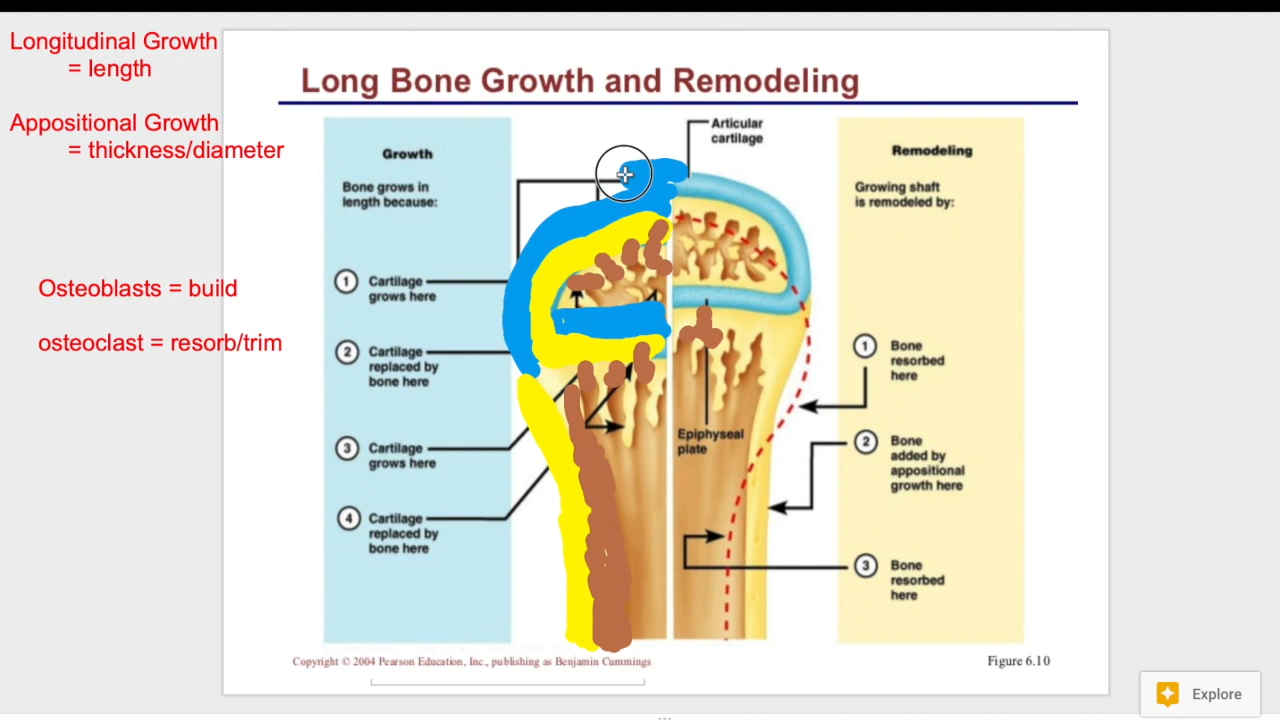 Longitudinal Growth
= length
Appositional Growth
= thickness/diameter
Osteoblasts = build
osteoclast = resorb/trim
Long Bone Growth and Remodeling
Growth
Bone grows in
length because:
1 Cartilage
grows here
2 Cartilage
replaced by
bone here
3 Cartilage
grows here
4 Cartilage
replaced by
bone here
Articular
cartilage
Epiphyseal
plate
Remodeling
Growing shaft
is remodeled by:
1 Bone
resorbed
here
2 Bone
added by
appositional
growth here
3 Bone
resorbed
here
Copyright © 2004 Pearson Education, Inc., publishing as Benjamin Cummings
Figure 6.10
Explore